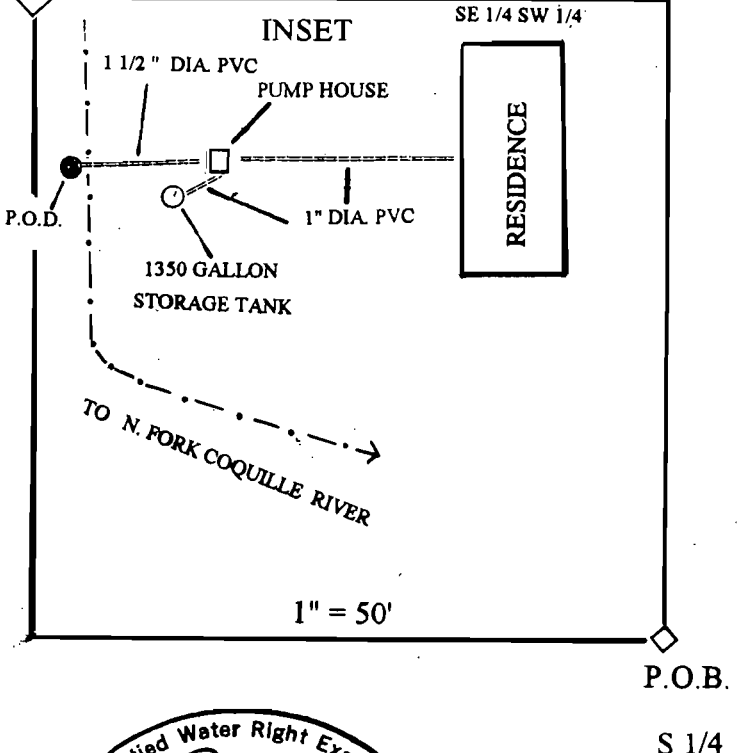 SE 1/4 SW 1/4
INSET
1 1/2 " DIA. PVC
PUMP HOUSE
RESIDENCE
P.O.D.
1" DIA. PVC
1350 GALLON
STORAGE TANK
TO N. FORK COQUILLE RIVER
1" = 50'
P.O.B.
Water Right
S 1/4